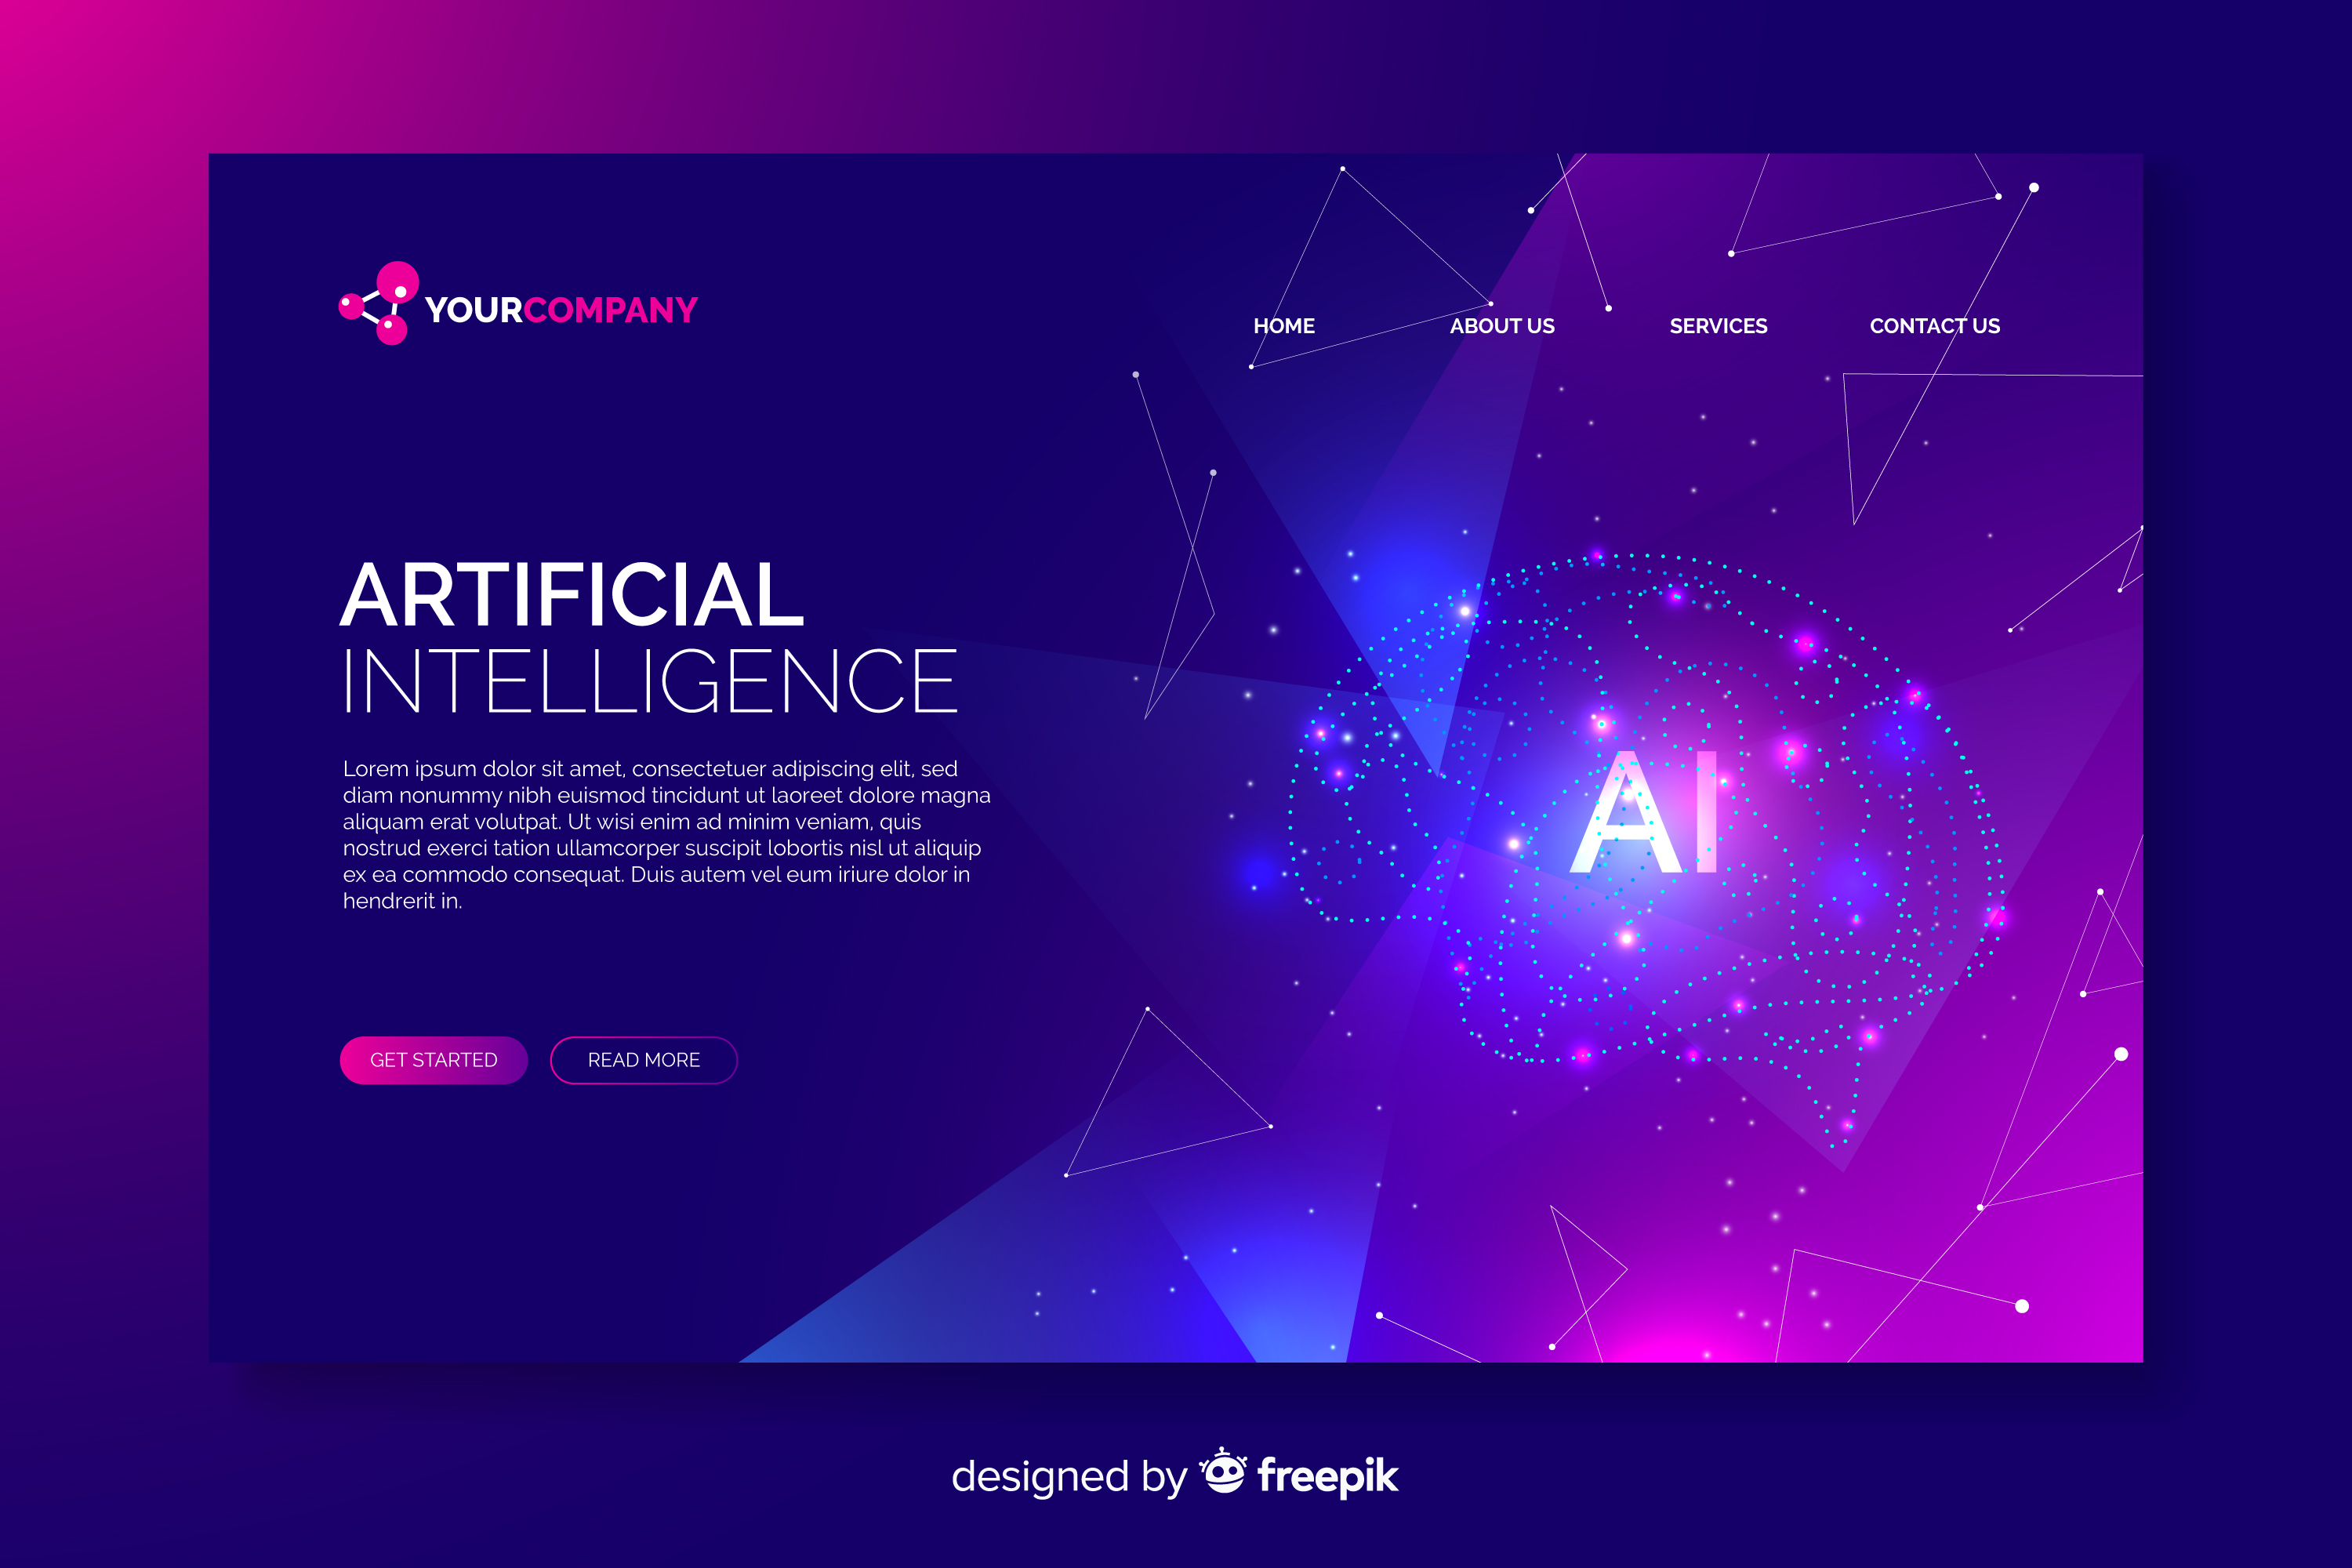 YOURCOMPANY
HOME ABOUT US SERVICES CONTACT US
ARTIFICIAL
INTELLIGENCE
Lorem ipsum dolor sit amet, consectetuer adipiscing elit, sed
diam nonummy nibh euismod tincidunt ut laoreet dolore magna
aliquam erat volutpat. Ut wisi enim ad minim veniam, quis
nostrud exerci tation ullamcorper suscipit lobortis nisl ut aliquip
ex ea commodo consequat. Duis autem vel eum iriure dolor in
hendrerit in.
AI
GET STARTED READ MORE
designed by freepik